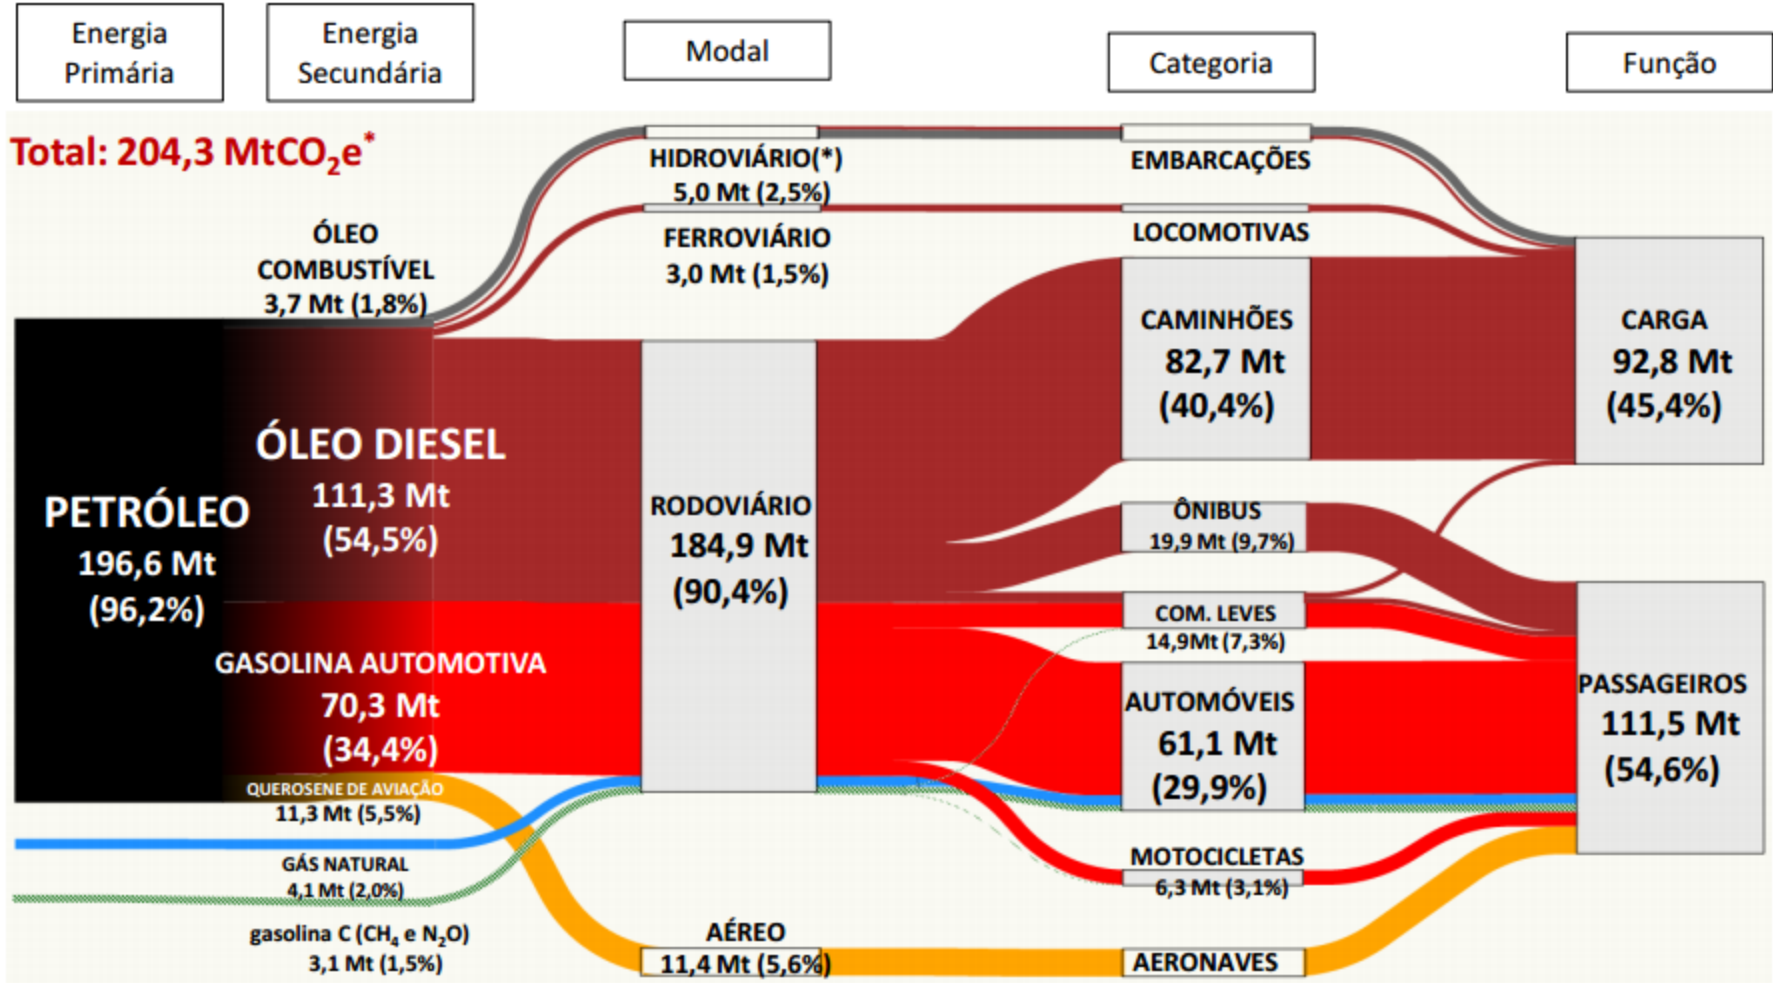 Energia
Primária
Energia
Secundária
Modal
Categoria
Função
Total: 204,3 MtCO₂e*
ÓLEO
COMBUSTÍVEL
3,7 Mt (1,8%)
PETRÓLEO
196,6 Mt
(96,2%)
ÓLEO DIESEL
111,3 Mt
(54,5%)
GASOLINA AUTOMOTIVA
70,3 Mt
(34,4%)
QUEROSENE DE AVIAÇÃO
11,3 Mt (5,5%)
GÁS NATURAL
4,1 Mt (2,0%)
gasolina C (CH₄ e N₂O)
3,1 Mt (1,5%)
HIDROVIÁRIO(*)
5,0 Mt (2,5%)
FERROVIÁRIO
3,0 Mt (1,5%)
RODOVIÁRIO
184,9 Mt
(90,4%)
AÉREO
11,4 Mt (5,6%)
EMBARCAÇÕES
LOCOMOTIVAS
CAMINHÕES
82,7 Mt
(40,4%)
ÔNIBUS
19,9 Mt (9,7%)
COM. LEVES
14,9Mt (7,3%)
AUTOMÓVEIS
61,1 Mt
(29,9%)
MOTOCICLETAS
6,3 Mt (3,1%)
AERONAVES
CARGA
92,8 Mt
(45,4%)
PASSAGEIROS
111,5 Mt
(54,6%)